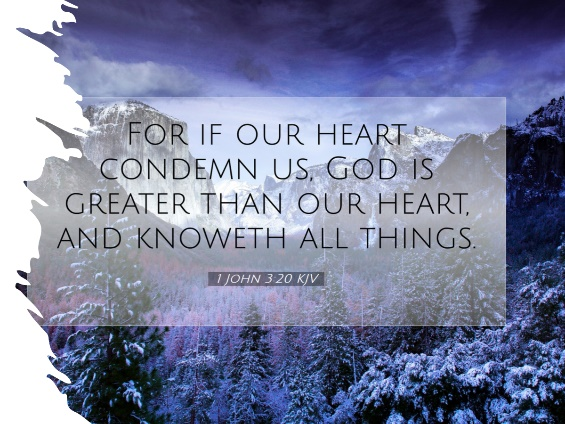 For if our heart
condemn us, God is
greater than our heart,
and knoweth all things.
1 John 3:20 KJV